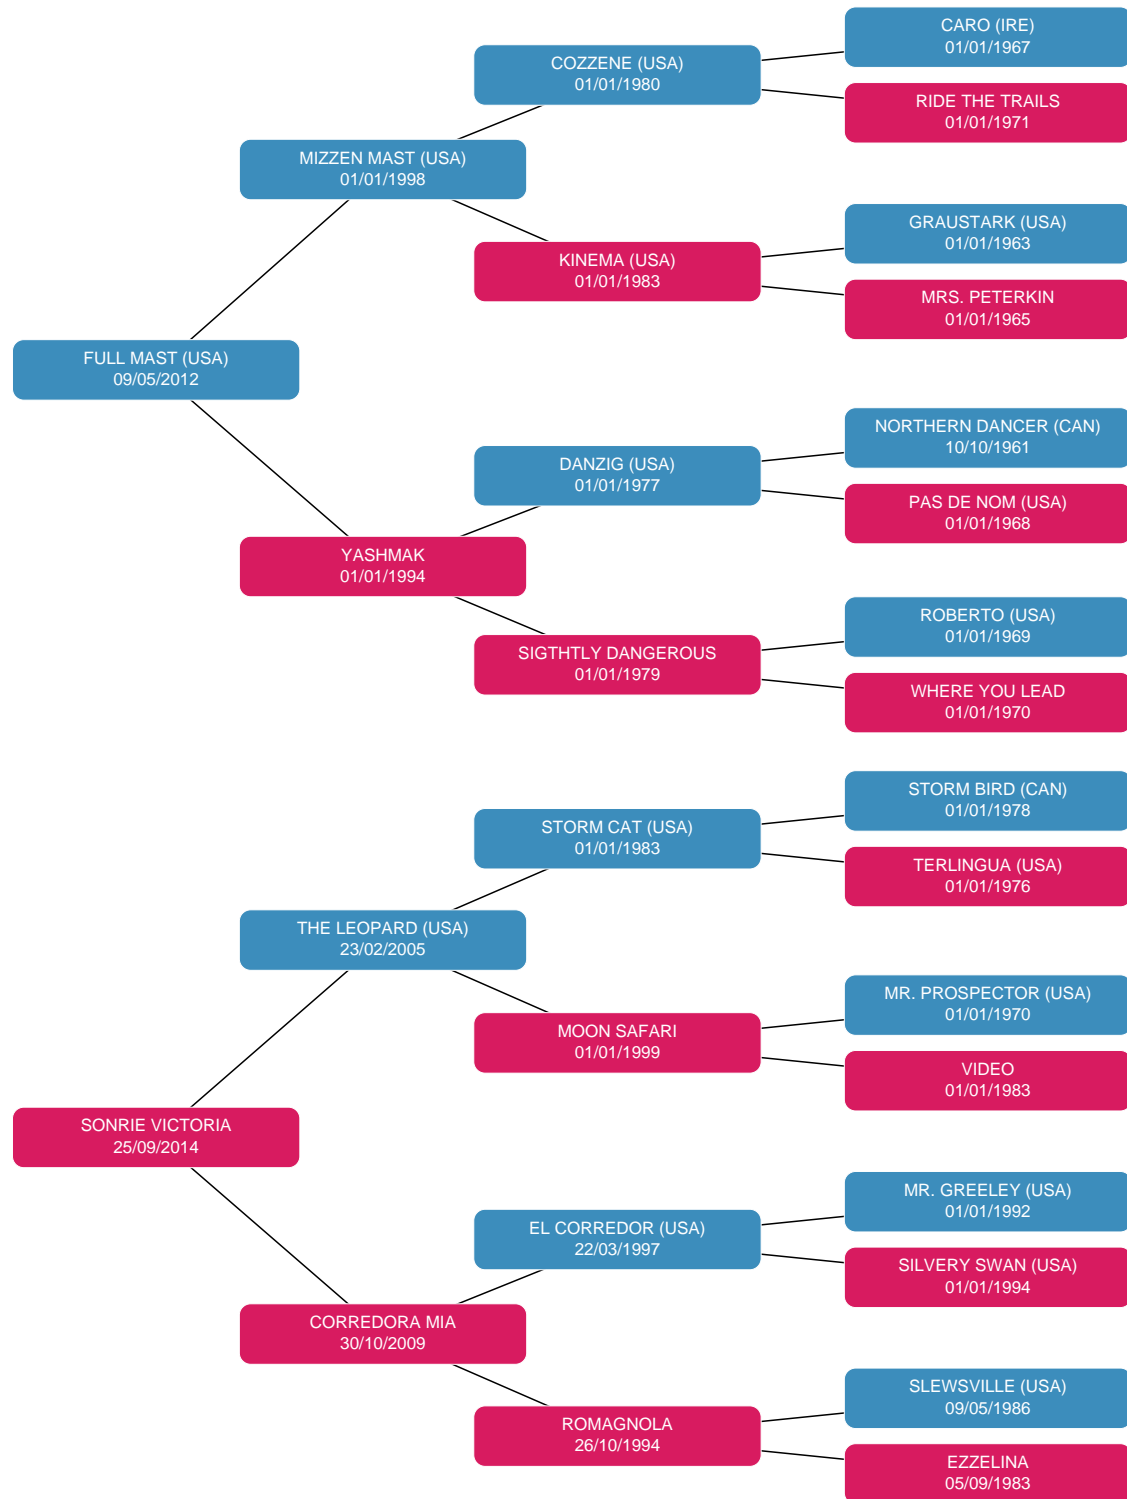 CARO (IRE)
01/01/1967
COZZENE (USA)
01/01/1980
RIDE THE TRAILS
01/01/1971
MIZZEN MAST (USA)
01/01/1998
GRAUSTARK (USA)
01/01/1963
KINEMA (USA)
01/01/1983
MRS. PETERKIN
01/01/1965
FULL MAST (USA)
09/05/2012
NORTHERN DANCER (CAN)
10/10/1961
DANZIG (USA)
01/01/1977
PAS DE NOM (USA)
01/01/1968
YASHMAK
01/01/1994
ROBERTO (USA)
01/01/1969
SIGTHTLY DANGEROUS
01/01/1979
WHERE YOU LEAD
01/01/1970
STORM BIRD (CAN)
01/01/1978
STORM CAT (USA)
01/01/1983
TERLINGUA (USA)
01/01/1976
THE LEOPARD (USA)
23/02/2005
MR. PROSPECTOR (USA)
01/01/1970
MOON SAFARI
01/01/1999
VIDEO
01/01/1983
SONRIE VICTORIA
25/09/2014
MR. GREELEY (USA)
01/01/1992
EL CORREDOR (USA)
22/03/1997
SILVERY SWAN (USA)
01/01/1994
CORREDORA MIA
30/10/2009
SLEWSVILLE (USA)
09/05/1986
ROMAGNOLA
26/10/1994
EZZELINA
05/09/1983